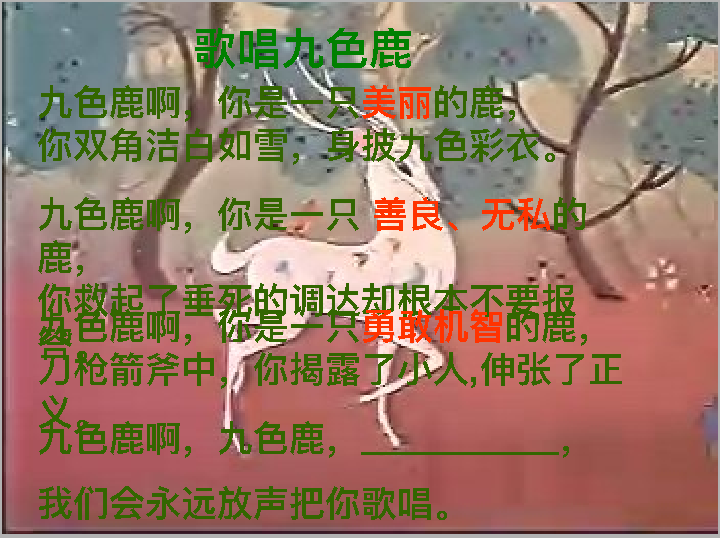 歌唱九色鹿
九色鹿啊，你是一只美丽的鹿，
你双角洁白如雪，身披九色彩衣。
九色鹿啊，你是一只 善良、无私的
鹿，
你救起了垂死的调达却根本不要报
答。
九色鹿啊，你是一只勇敢机智的鹿，
刀枪箭斧中，你揭露了小人,伸张了正
义。
九色鹿啊，九色鹿，___________，
我们会永远放声把你歌唱。